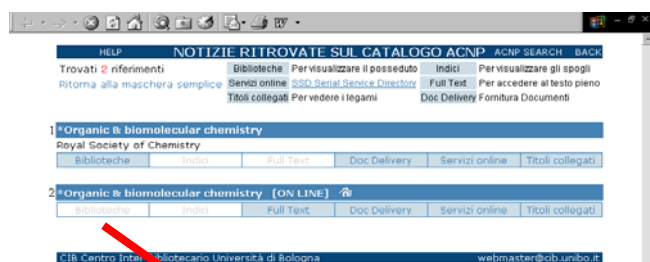 HELP NOTIZIE RITROVATE SUL CATALOGO ACNP ACNP SEARCH BACK
Trovati 2 riferimenti Biblioteche Per visualizzare il posseduto Indici Per visualizzare gli spogli
Ritorna alla maschera semplice Servizi online SSD Serial Service Directory Full Text Per accedere al testo pieno
Titoli collegati Per vedere i legami Doc Delivery Fornitura Documenti
1 *Organic & biomolecular chemistry
Royal Society of Chemistry
Biblioteche Indici Full Text Doc Delivery Servizi online Titoli collegati
2 *Organic & biomolecular chemistry [ON LINE]
Biblioteche Indici Full Text Doc Delivery Servizi online Titoli collegati
CIB Centro Inter Bibliotecario Università di Bologna webmaster@cib.unibo.it